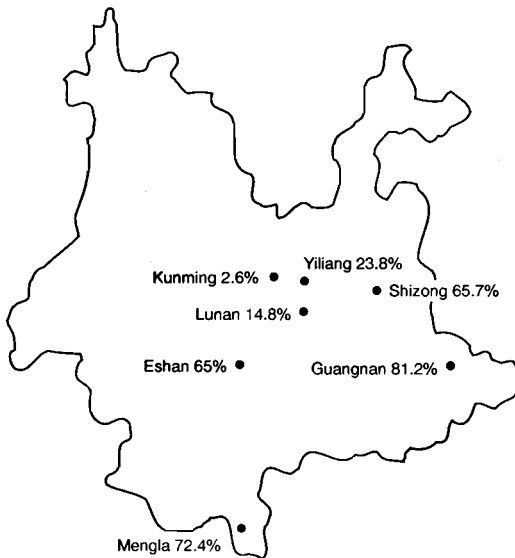 Yiliang 23.8%
Kunming 2.6%
Shizong 65.7%
Lunan 14.8%
Eshan 65%
Guangnan 81.2%
Mengla 72.4%